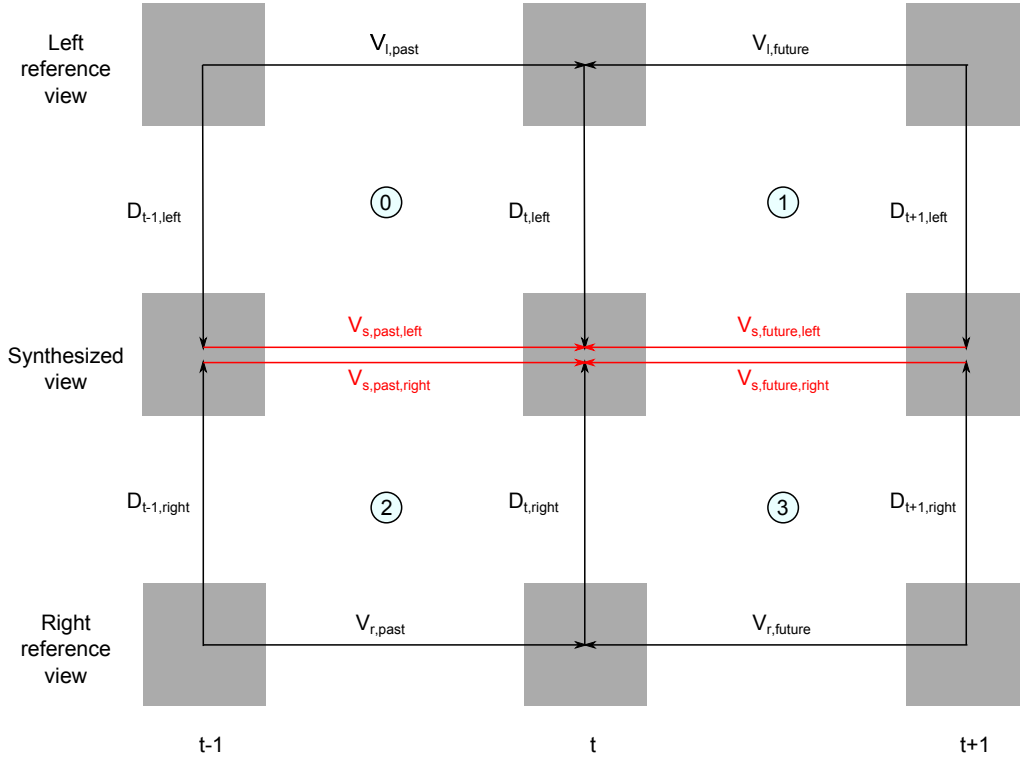 Left
reference
view
V_l,past
V_l,future
0
1
D_t-1,left
D_t,left
D_t+1,left
V_s,past,left
V_s,future,left
Synthesized
view
V_s,past,right
V_s,future,right
D_t-1,right
D_t,right
D_t+1,right
2
3
Right
reference
view
V_r,past
V_r,future
t-1
t
t+1